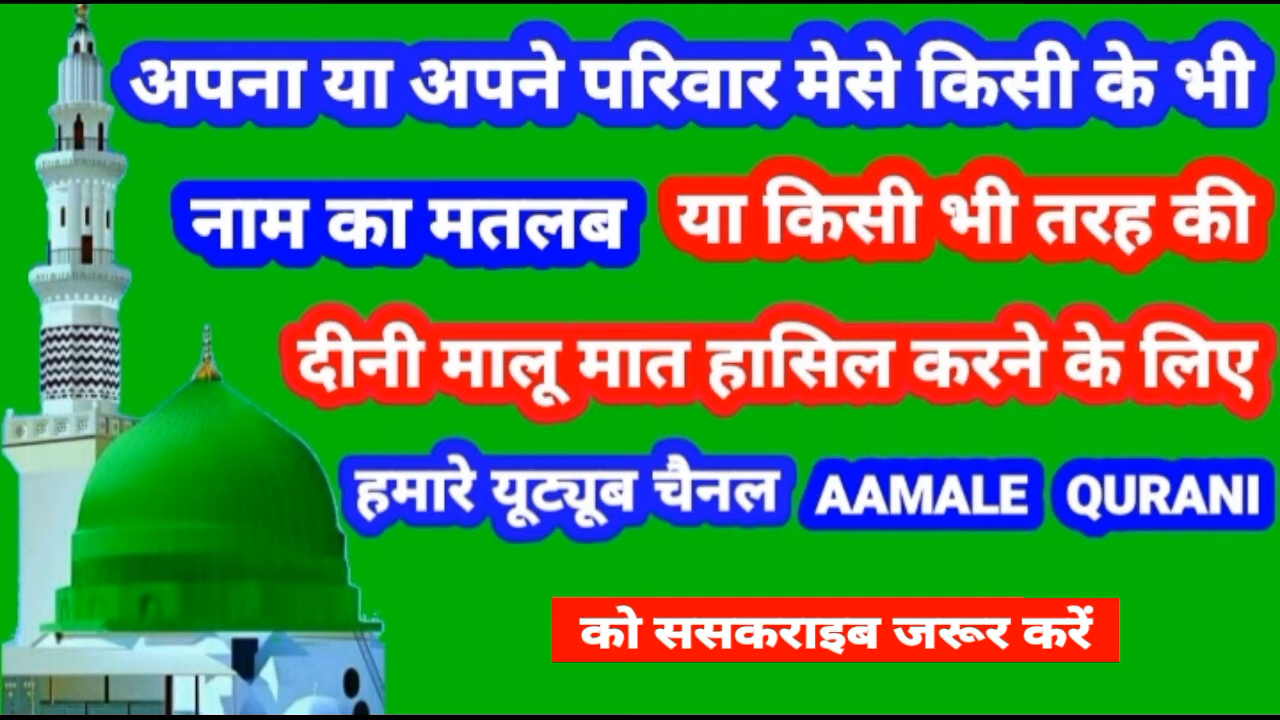 अपना या अपने परिवार मेसे किसी के भी
नाम का मतलब या किसी भी तरह की
दीनी मालू मात हासिल करने के लिए
हमारे यूट्यूब चैनल AAMALE QURANI
को ससकराइब जरूर करें